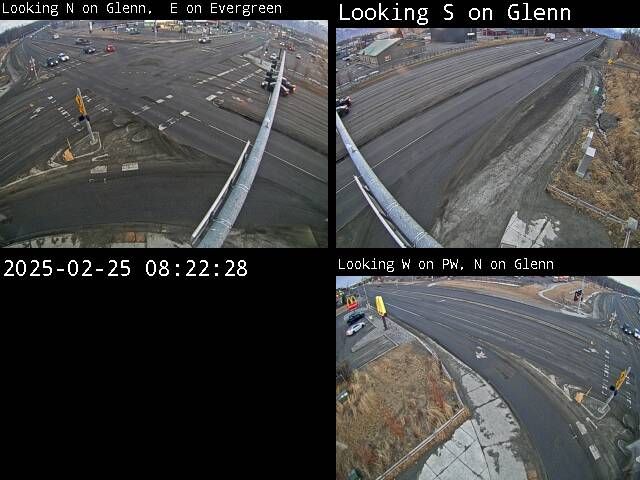 Looking N on Glenn,  E on Evergreen
Looking S on Glenn
2025-02-25 08:22:28
Looking W on PW, N on Glenn